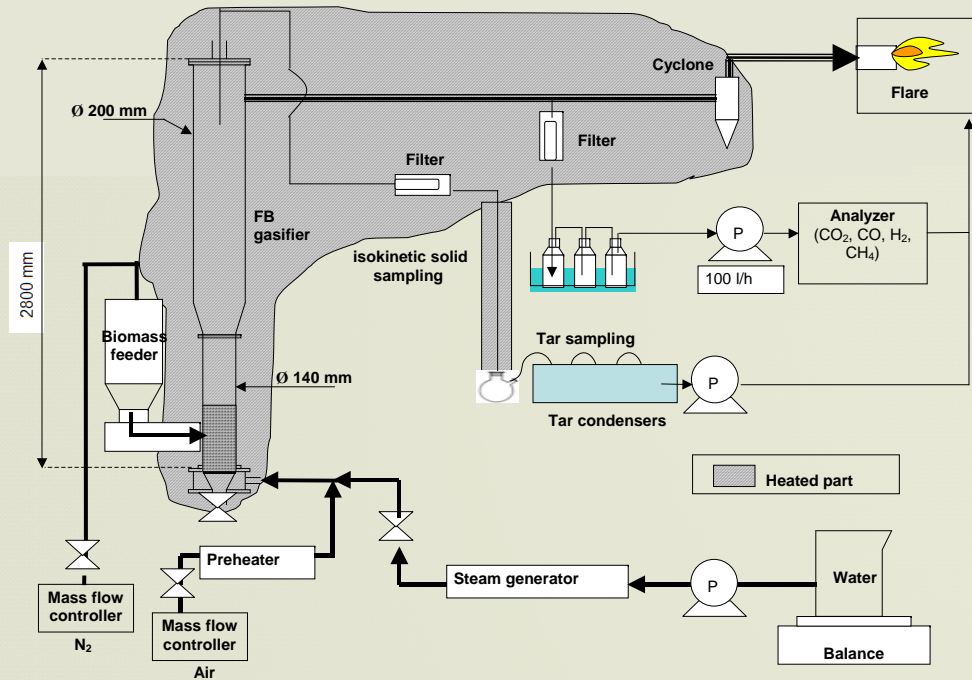 Cyclone
Flare
Ø 200 mm
Filter
Filter
FB
gasifier
Analyzer
(CO₂, CO, H₂,
CH₄)
P
100 l/h
isokinetic solid
sampling
2800 mm
Biomass
feeder
Tar sampling
Ø 140 mm
P
Tar condensers
Heated part
Preheater
Steam generator
P
Water
Mass flow
controller
N₂
Mass flow
controller
Air
Balance